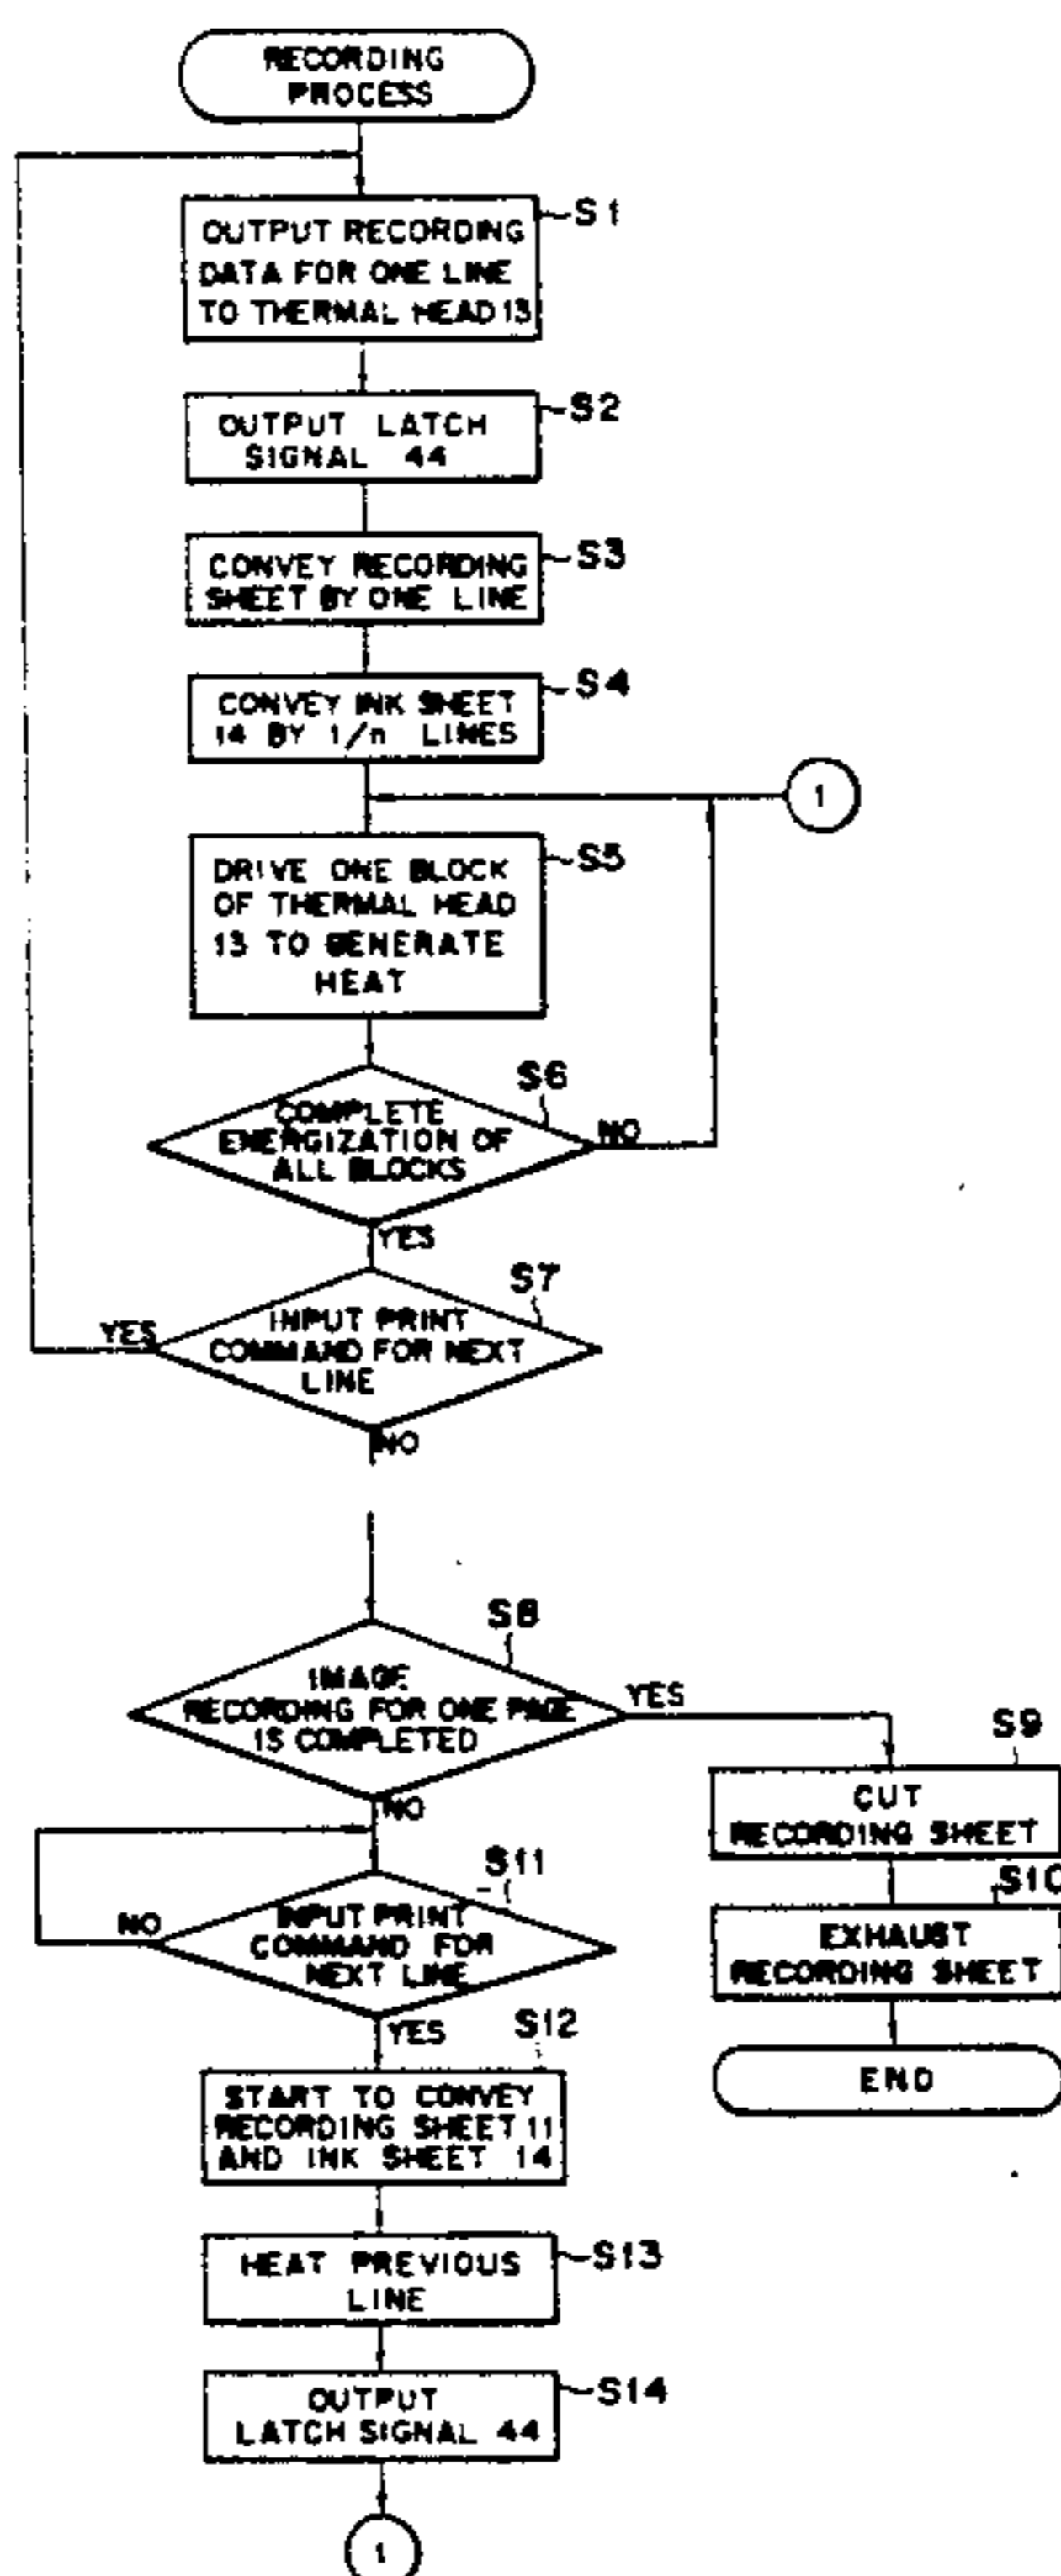 RECORDING
PROCESS
S1
OUTPUT RECORDING
DATA FOR ONE LINE
TO THERMAL HEAD 13
S2
OUTPUT LATCH
SIGNAL 44
S3
CONVEY RECORDING
SHEET BY ONE LINE
S4
CONVEY INK SHEET
14 BY 1/n LINES
1
S5
DRIVE ONE BLOCK
OF THERMAL HEAD
13 TO GENERATE
HEAT
S6
COMPLETE
ENERGIZATION OF
ALL BLOCKS
NO
YES
S7
INPUT PRINT
COMMAND FOR NEXT
LINE
YES
NO
S8
IMAGE
RECORDING FOR ONE PAGE
IS COMPLETED
YES
NO
S9
CUT
RECORDING SHEET
S10
EXHAUST
RECORDING SHEET
END
S11
INPUT PRINT
COMMAND FOR
NEXT LINE
NO
YES
S12
START TO CONVEY
RECORDING SHEET 11
AND INK SHEET 14
S13
HEAT PREVIOUS
LINE
S14
OUTPUT
LATCH SIGNAL 44
1